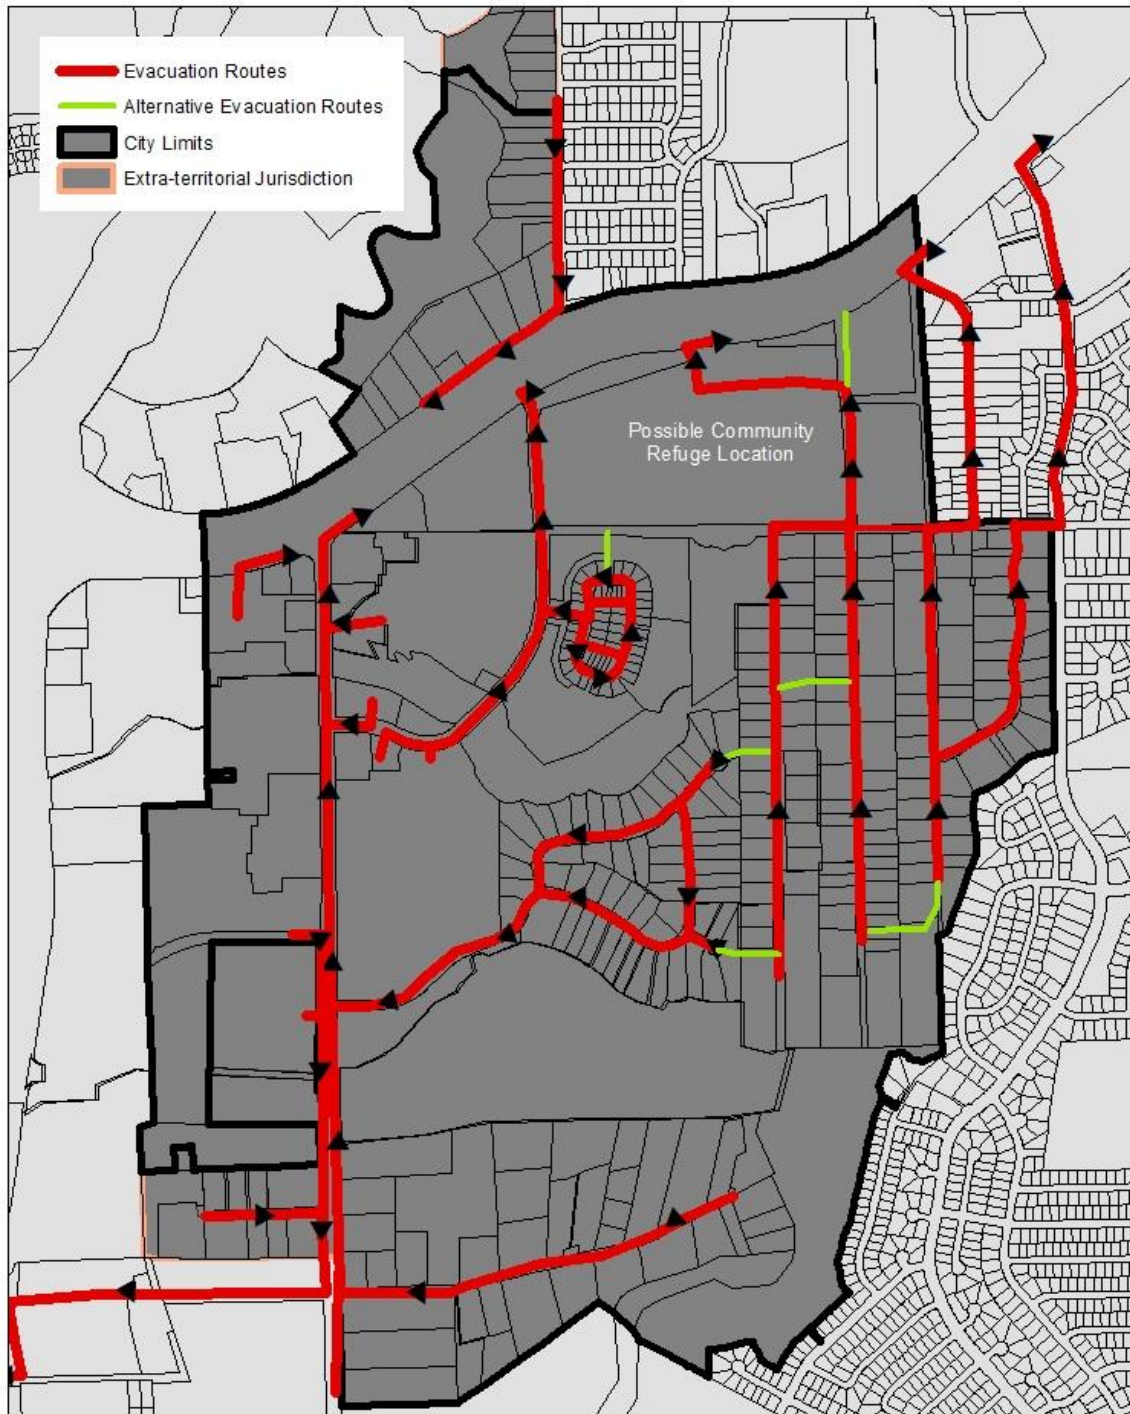 Evacuation Routes
Alternative Evacuation Routes
City Limits
Extra-territorial Jurisdiction
Possible Community
Refuge Location